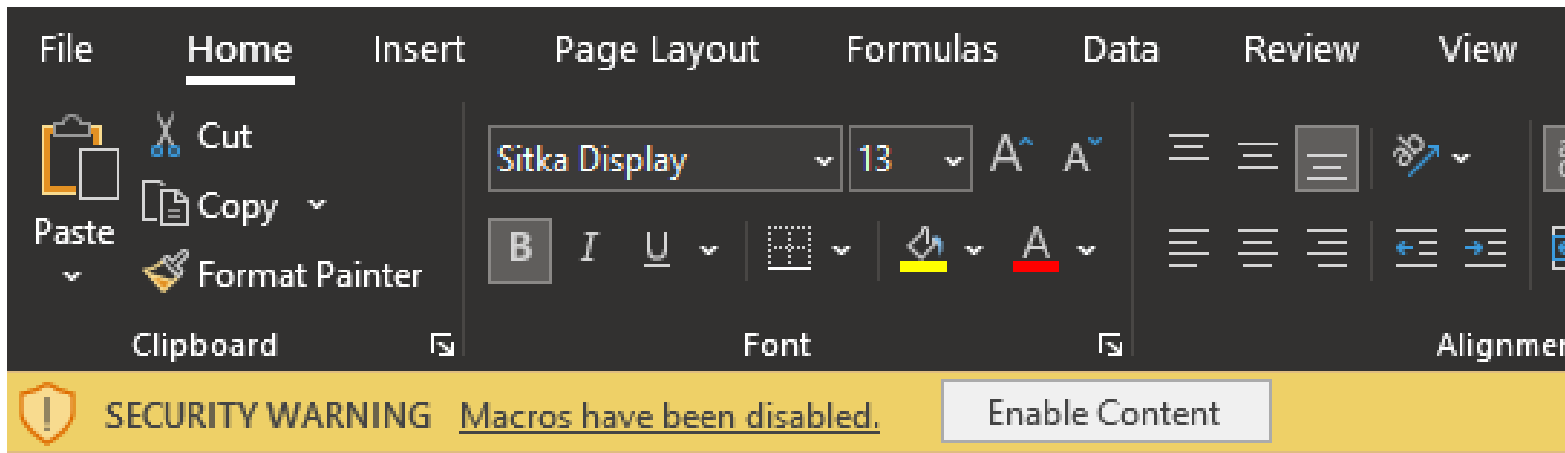 File Home Insert Page Layout Formulas Data Review View
Cut
Sitka Display 13
Copy
Paste
Format Painter
B I U A
Clipboard Font Alignmer
SECURITY WARNING Macros have been disabled. Enable Content